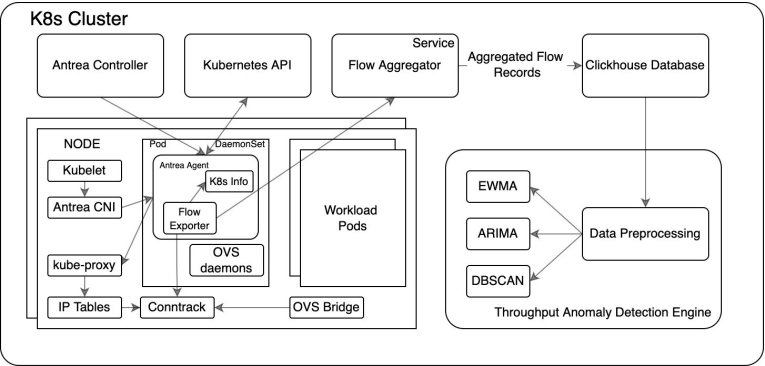 K8s Cluster
Antrea Controller
Kubernetes API
Service
Flow Aggregator
Aggregated Flow
Records
Clickhouse Database
NODE
Pod
DaemonSet
Kubelet
Antrea Agent
K8s Info
Antrea CNI
Flow
Exporter
Workload
Pods
OVS
daemons
kube-proxy
IP Tables
Conntrack
OVS Bridge
EWMA
ARIMA
Data Preprocessing
DBSCAN
Throughput Anomaly Detection Engine